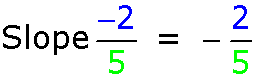 Slope -2/5 = - 2/5